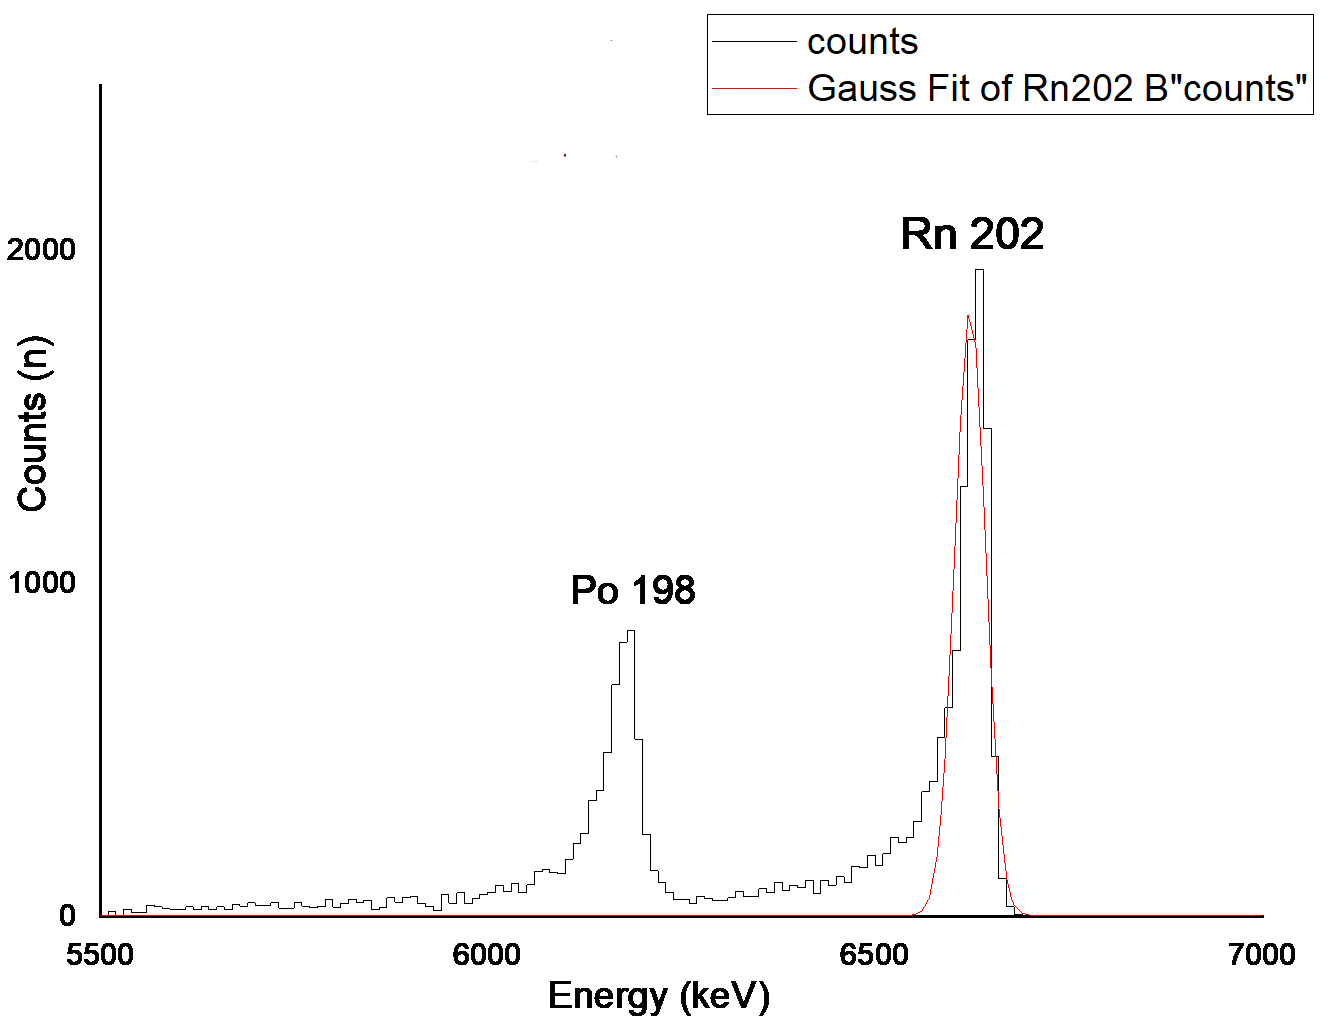 counts
Gauss Fit of Rn202 B"counts"
Rn 202
2000
Counts (n)
Po 198
1000
0
5500 6000 6500 7000
Energy (keV)